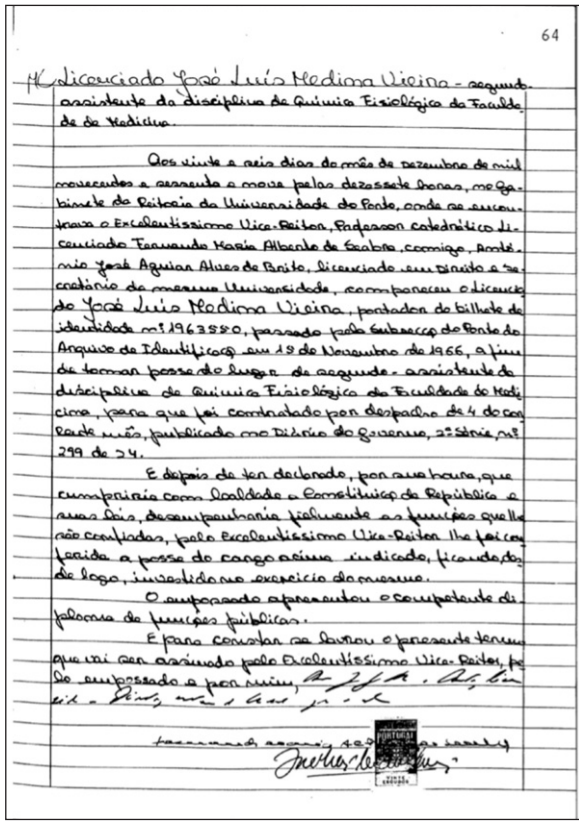 64
Licenciado José Luís Medina Vieira - segundo-
assistente da disciplina de Química Fisiológica da Faculda-
de de Medicina.
Aos vinte e seis dias do mês de Dezembro de mil
novecentos e sessenta e nove pelas dezassete horas, no ga-
binete da Reitoria da Universidade do Porto, onde se encon-
trava o Excelentíssimo Vice-Reitor, Professor catedrático Li-
cenciado Fernando Maria Alberto de Seabra, comigo, Antó-
nio José Aguiar Alves de Brito, licenciado em Direito e se-
cretário da mesma Universidade, compareceu o Licencia-
do José Luís Medina Vieira, portador do bilhete de
identidade nº 1963580, passado pela Subsecção do Porto do
Arquivo de Identificação em 15 de Novembro de 1966, a fim
de tomar posse do lugar de segundo-assistente da
disciplina de Química Fisiológica da Faculdade de Medi-
cina, para que foi contratado por despacho de 4 do cor-
rente mês, publicado no Diário do Governo, 2ª Série, nº
299 de 24.
E depois de ter declarado, por sua honra, que
cumpriria com lealdade a Constituição da República e
suas leis, desempenharia fielmente as funções que lhe
são confiadas, pelo Excelentíssimo Vice-Reitor lhe foi con-
ferida a posse do cargo acima indicado, ficando, des-
de logo, investido no exercício do mesmo.
O empossado apresentou o competente di-
ploma de funções públicas.
E para constar se lavrou o presente termo
que vai ser assinado pelo Excelentíssimo Vice-Reitor, pe-
lo empossado e por mim,
PORTUGAL
VINTE
ESCUDOS